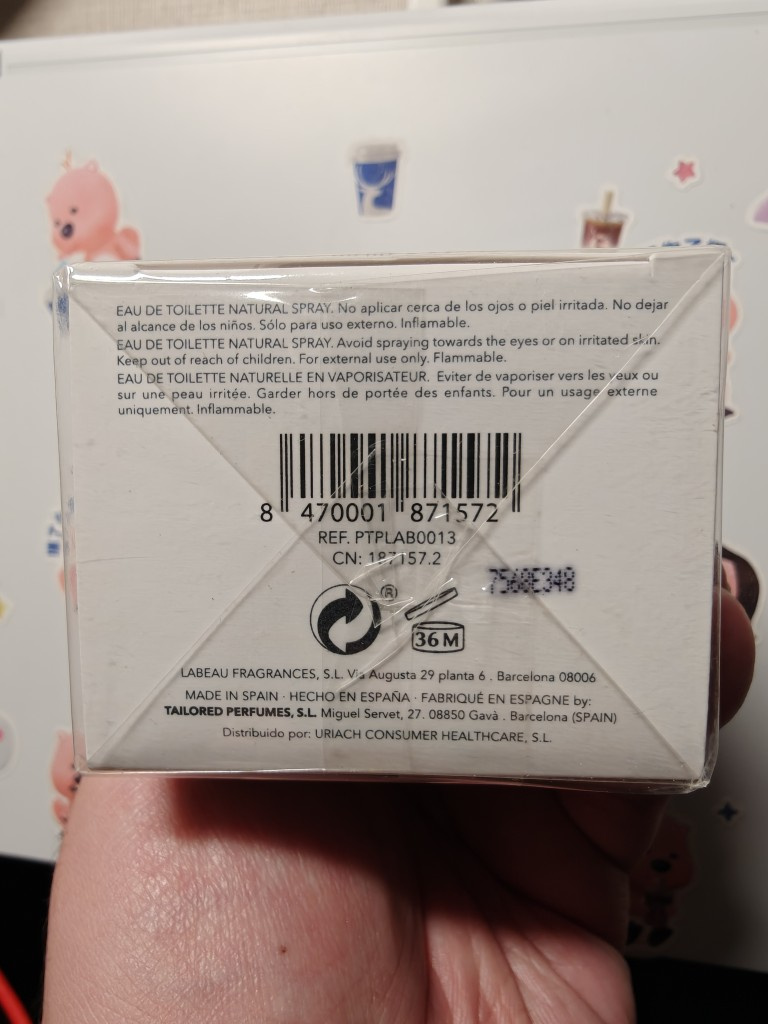 EAU DE TOILETTE NATURAL SPRAY. No aplicar cerca de los ojos o piel irritada. No dejar
al alcance de los niños. Sólo para uso externo. Inflamable.
EAU DE TOILETTE NATURAL SPRAY. Avoid spraying towards the eyes or on irritated skin.
Keep out of reach of children. For external use only. Flammable.
EAU DE TOILETTE NATURELLE EN VAPORISATEUR. Eviter de vaporiser vers les yeux ou
sur une peau irritée. Garder hors de portée des enfants. Pour un usage externe
uniquement. Inflammable.
8 470001 871572
REF. PTPLAB0013
CN: 187157.2
7568E348
®
36 M
LABEAU FRAGRANCES, S.L. Via Augusta 29 planta 6 . Barcelona 08006
MADE IN SPAIN · HECHO EN ESPAÑA · FABRIQUÉ EN ESPAGNE by:
TAILORED PERFUMES, S.L. Miguel Servet, 27. 08850 Gavà . Barcelona (SPAIN)
Distribuido por: URIACH CONSUMER HEALTHCARE, S.L.